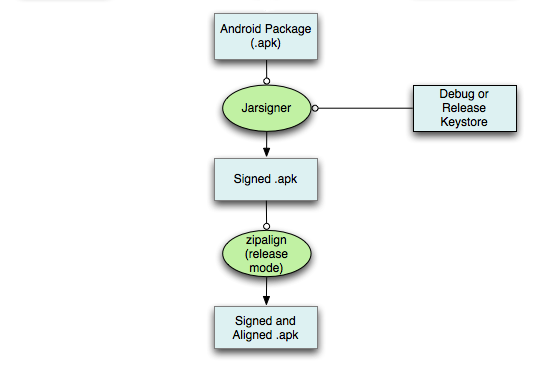 Android Package
(.apk)
Jarsigner
Debug or
Release
Keystore
Signed .apk
zipalign
(release
mode)
Signed and
Aligned .apk